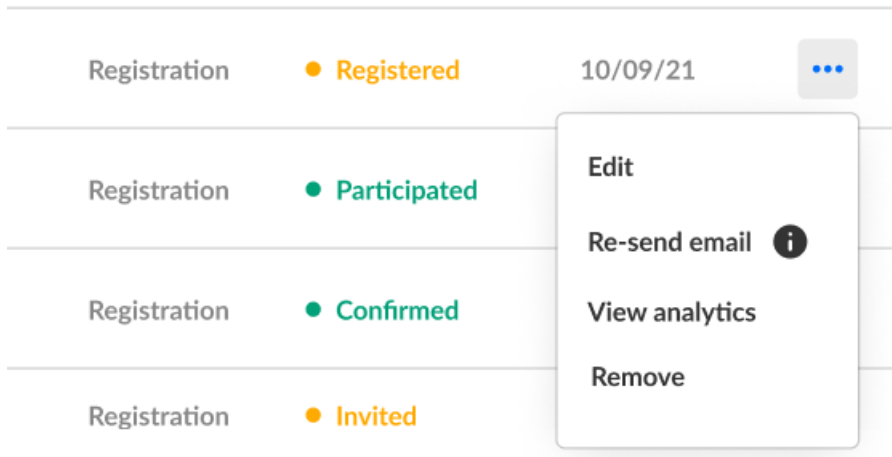 Registration Registered 10/09/21
Edit
Registration Participated
Re-send email
Registration Confirmed
View analytics
Remove
Registration Invited